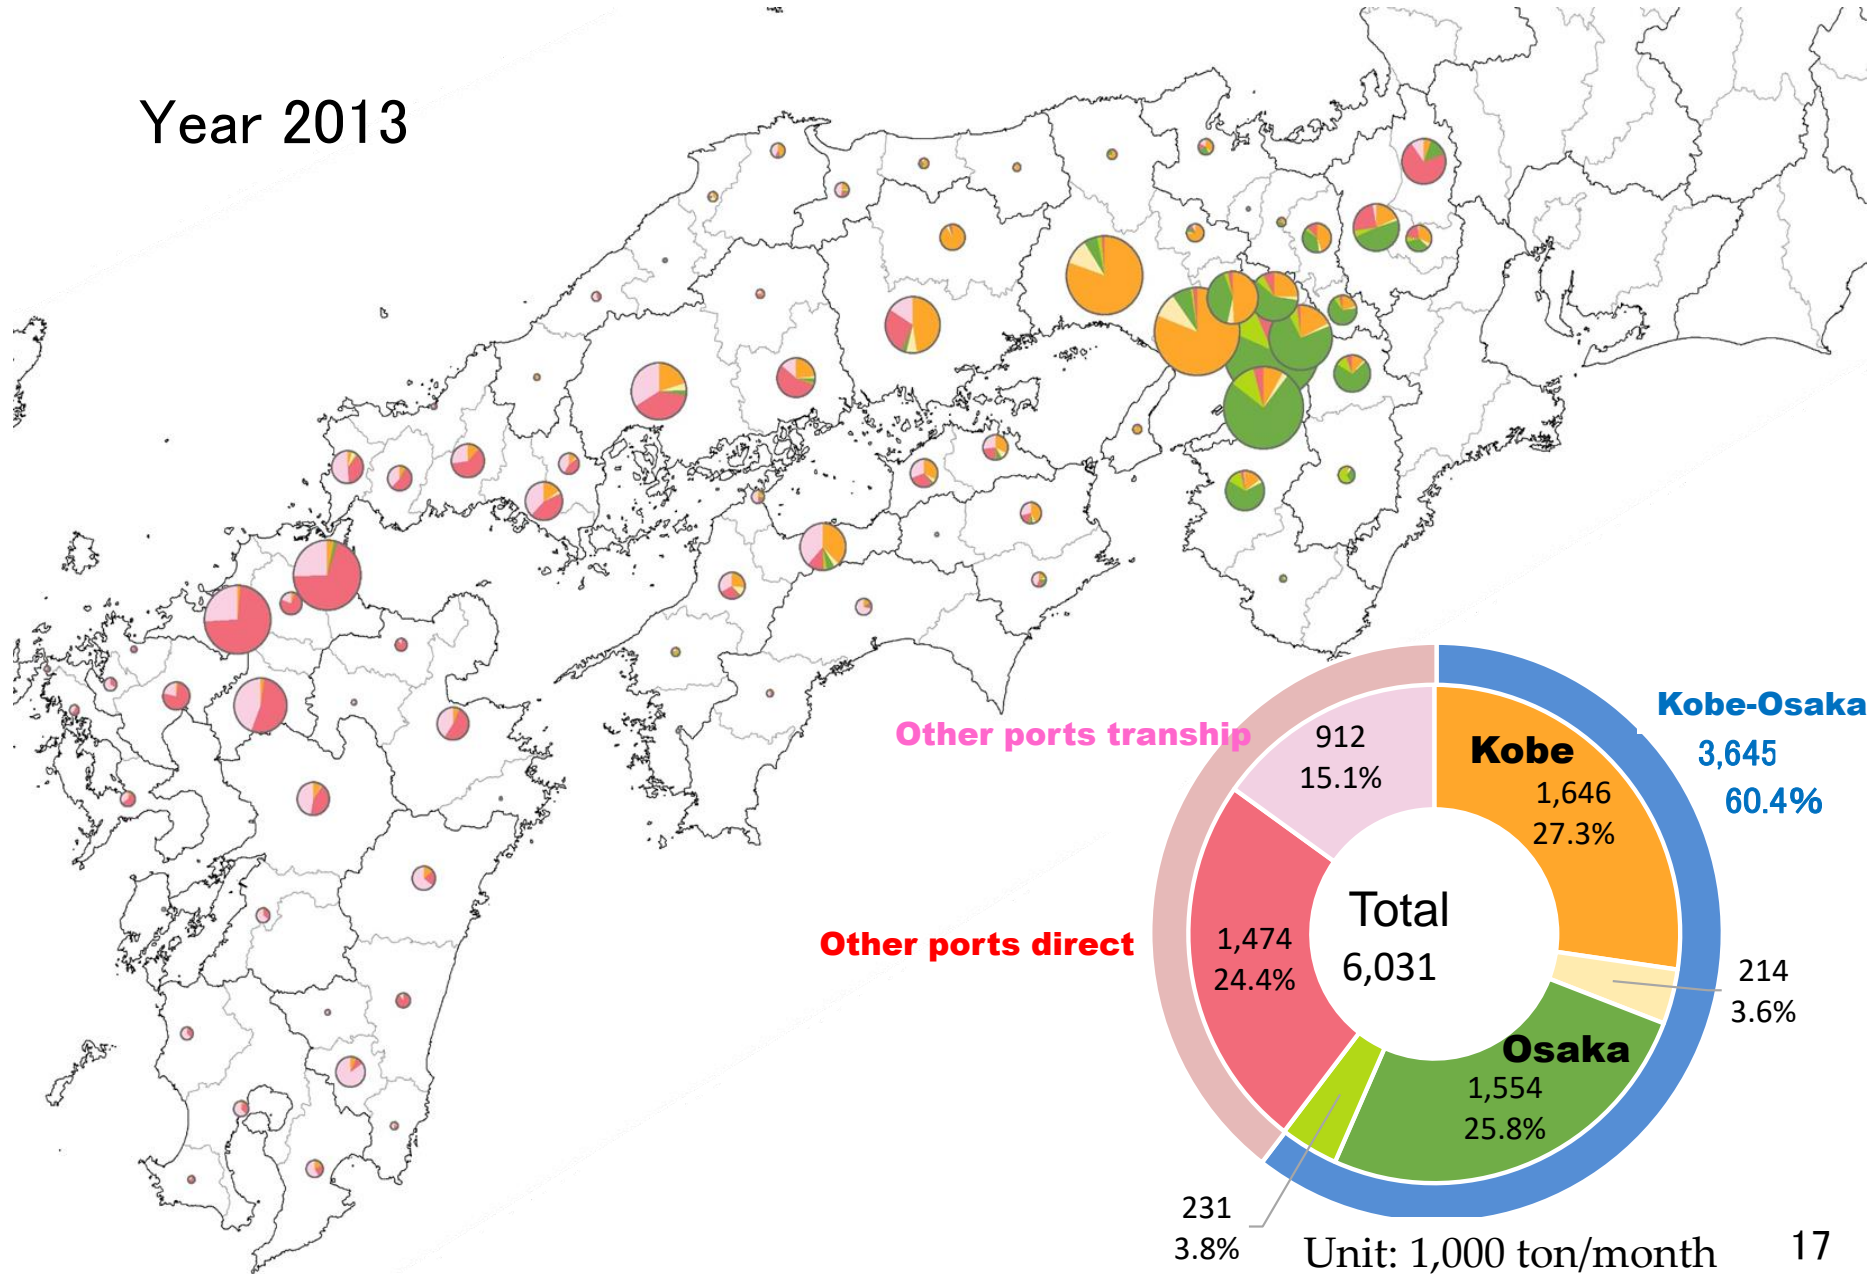 Year 2013
Kobe-Osaka
3,645
60.4%
Other ports tranship
912
15.1%
Kobe
1,646
27.3%
Other ports direct
1,474
24.4%
Total
6,031
214
3.6%
Osaka
1,554
25.8%
231
3.8%
Unit: 1,000 ton/month
17